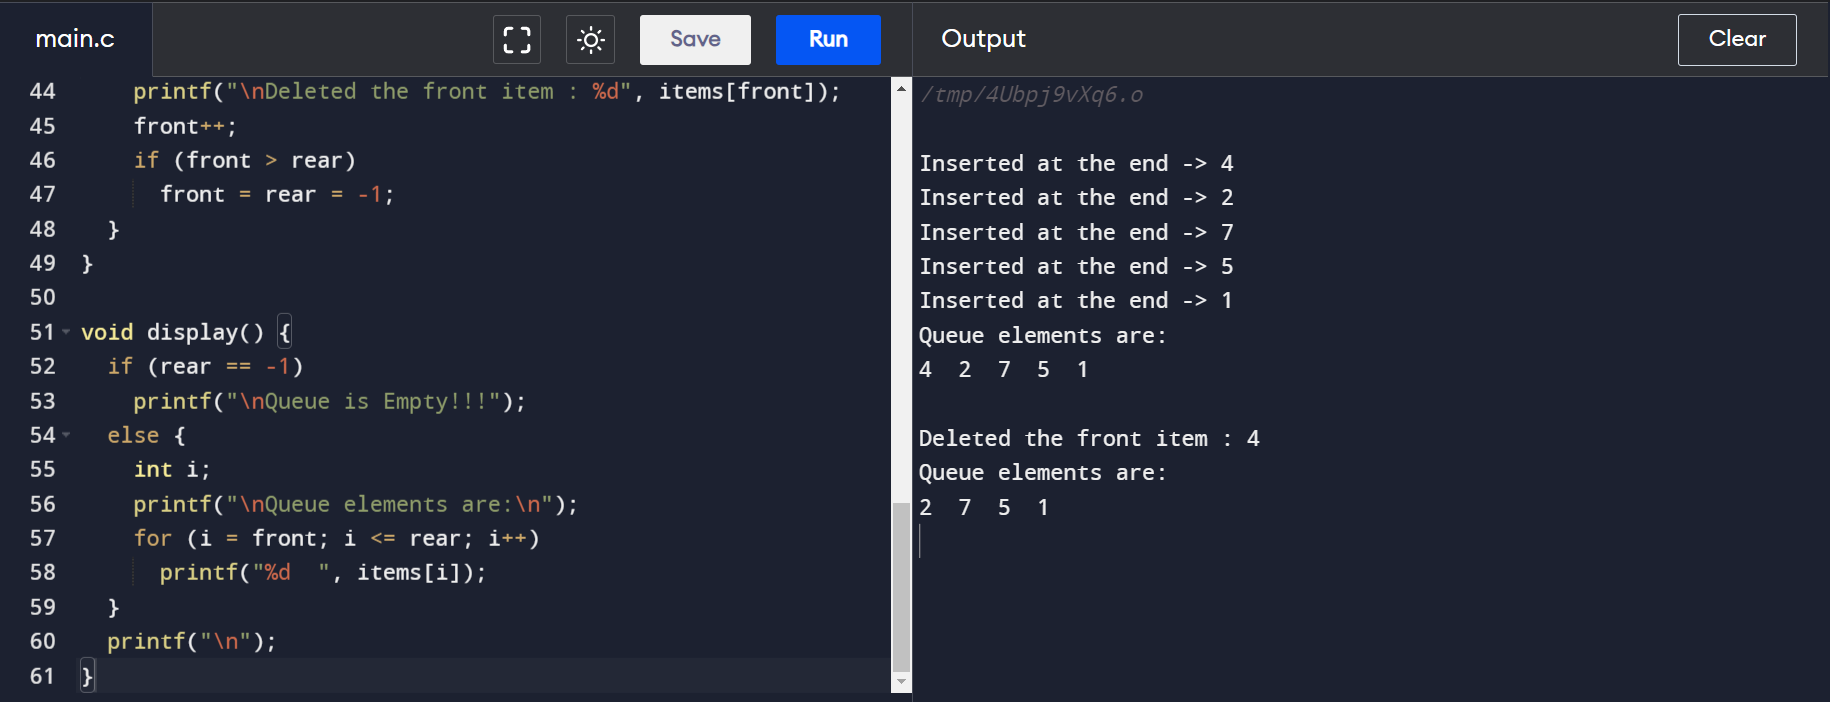 main.c
Save
Run
Output
Clear
44 printf("\nDeleted the front item : %d", items[front]);
45 front++;
46 if (front > rear)
47 front = rear = -1;
48 }
49 }
50
51 void display() {
52 if (rear == -1)
53 printf("\nQueue is Empty!!!");
54 else {
55 int i;
56 printf("\nQueue elements are:\n");
57 for (i = front; i <= rear; i++)
58 printf("%d  ", items[i]);
59 }
60 printf("\n");
61 }
/tmp/4Ubpj9vXq6.o
Inserted at the end -> 4
Inserted at the end -> 2
Inserted at the end -> 7
Inserted at the end -> 5
Inserted at the end -> 1
Queue elements are:
4  2  7  5  1
Deleted the front item : 4
Queue elements are:
2  7  5  1